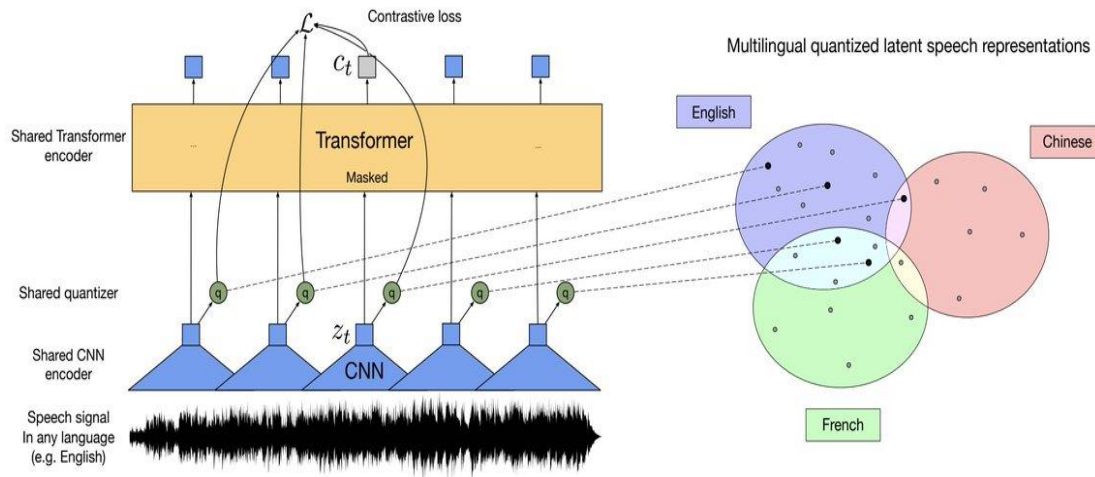 Contrastive loss
ℒ
c_t
Shared Transformer
encoder
...
Transformer
...
Masked
Shared quantizer
q
q
q
q
q
z_t
Shared CNN
encoder
CNN
Speech signal
In any language
(e.g. English)
Multilingual quantized latent speech representations
English
Chinese
French